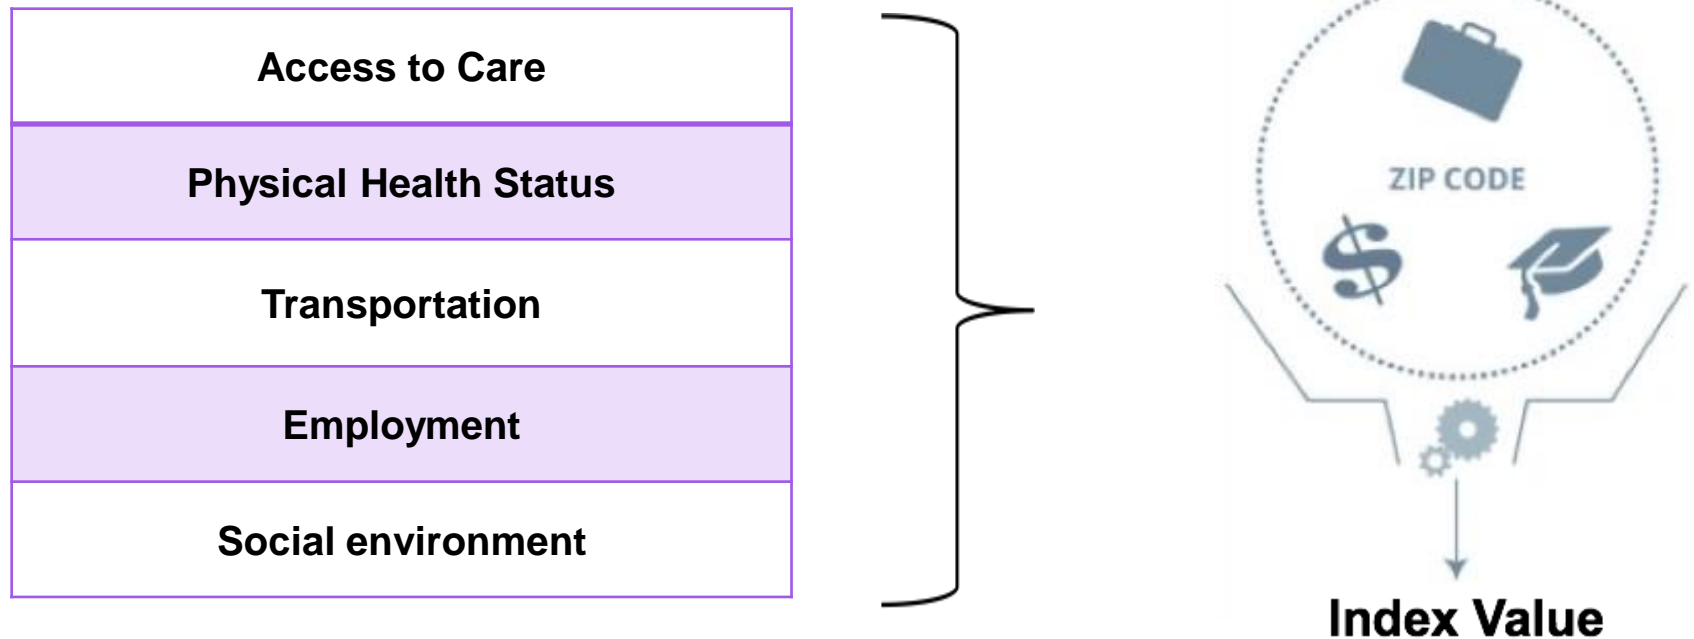 Access to Care
Physical Health Status
Transportation
Employment
Social environment
ZIP CODE
$
Index Value